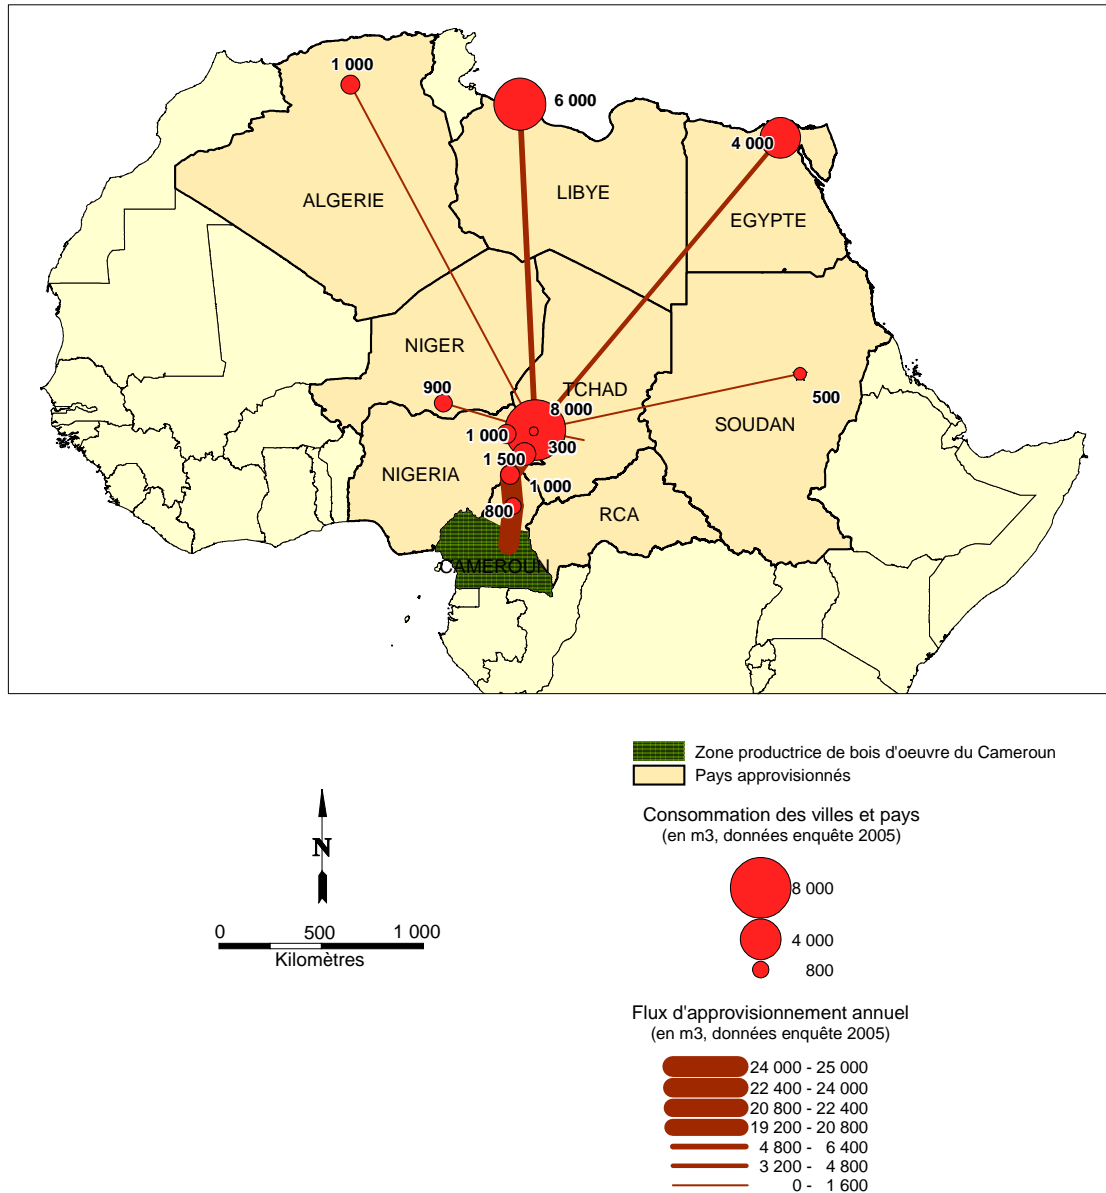 1 000
6 000
4 000
ALGERIE
LIBYE
EGYPTE
NIGER
900
TCHAD
500
8 000
SOUDAN
1 000
300
1 500
NIGERIA
1 000
800
RCA
CAMEROUN
Zone productrice de bois d'oeuvre du Cameroun
Pays approvisionnés
Consommation des villes et pays
(en m3, données enquête 2005)
8 000
4 000
800
N
0 500 1 000
Kilomètres
Flux d'approvisionnement annuel
(en m3, données enquête 2005)
24 000 - 25 000
22 400 - 24 000
20 800 - 22 400
19 200 - 20 800
4 800 - 6 400
3 200 - 4 800
0 - 1 600